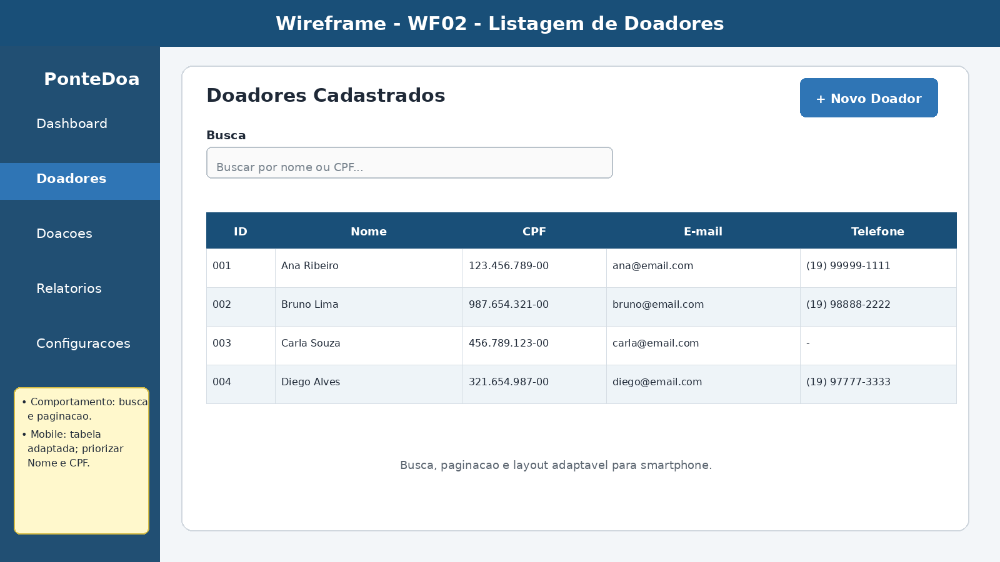 Wireframe - WF02 - Listagem de Doadores
PonteDoa
Dashboard
Doadores
Doacoes
Relatorios
Configuracoes
• Comportamento: busca
e paginacao.
• Mobile: tabela
adaptada; priorizar
Nome e CPF.
Doadores Cadastrados
+ Novo Doador
Busca
Buscar por nome ou CPF...
ID Nome CPF E-mail Telefone
001 Ana Ribeiro 123.456.789-00 ana@email.com (19) 99999-1111
002 Bruno Lima 987.654.321-00 bruno@email.com (19) 98888-2222
003 Carla Souza 456.789.123-00 carla@email.com -
004 Diego Alves 321.654.987-00 diego@email.com (19) 97777-3333
Busca, paginacao e layout adaptavel para smartphone.